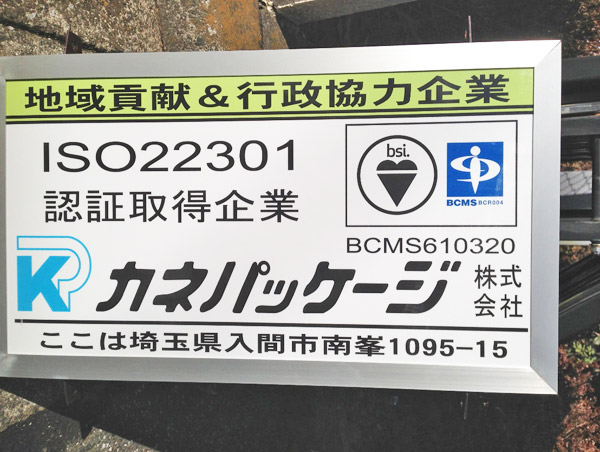 地域貢献&行政協力企業
ISO22301
認証取得企業
bsi.
BCMS BCR004
BCMS610320
KP
カネパッケージ 株式会社
ここは埼玉県入間市南峯1095-15